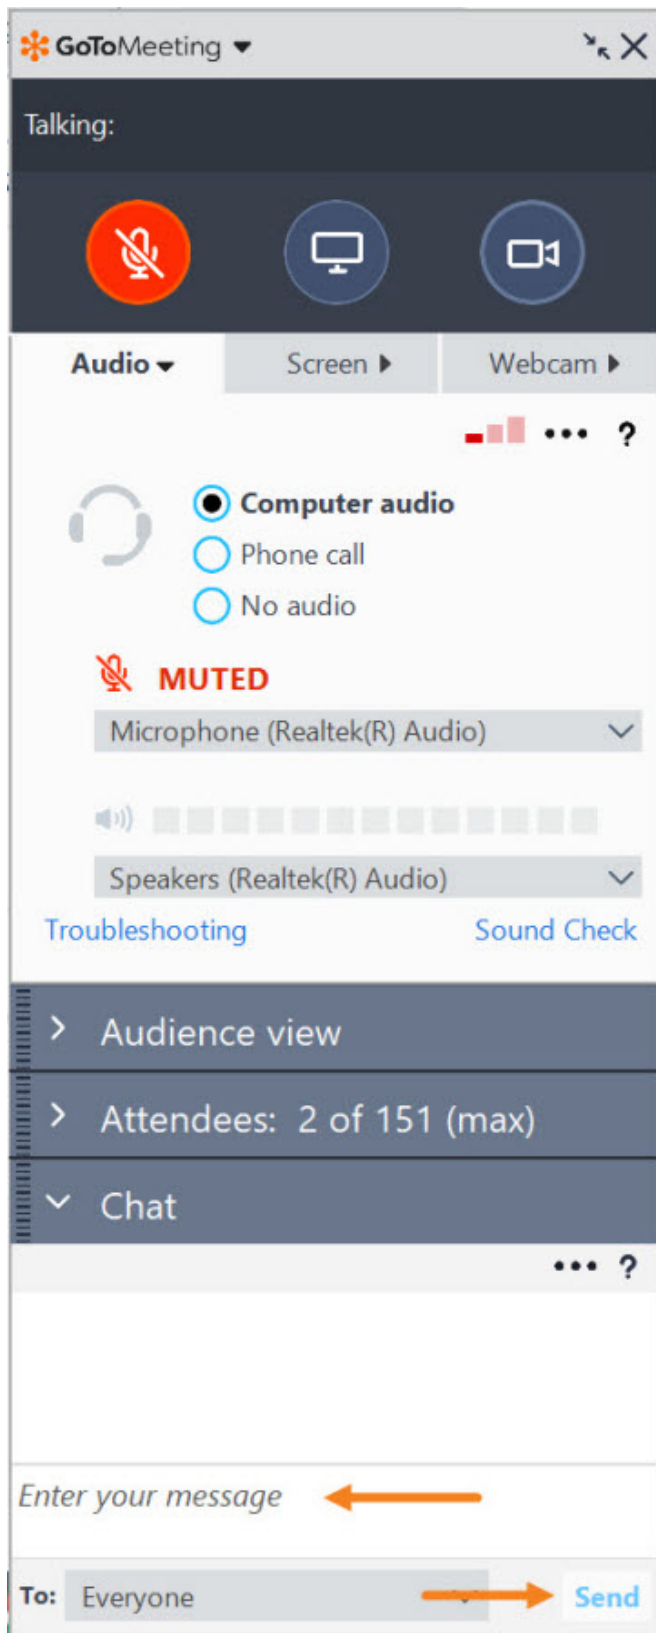 GoToMeeting
Talking:
Audio Screen Webcam
?
Computer audio
Phone call
No audio
MUTED
Microphone (Realtek(R) Audio)
Speakers (Realtek(R) Audio)
Troubleshooting Sound Check
Audience view
Attendees: 2 of 151 (max)
Chat
?
Enter your message
To: Everyone Send